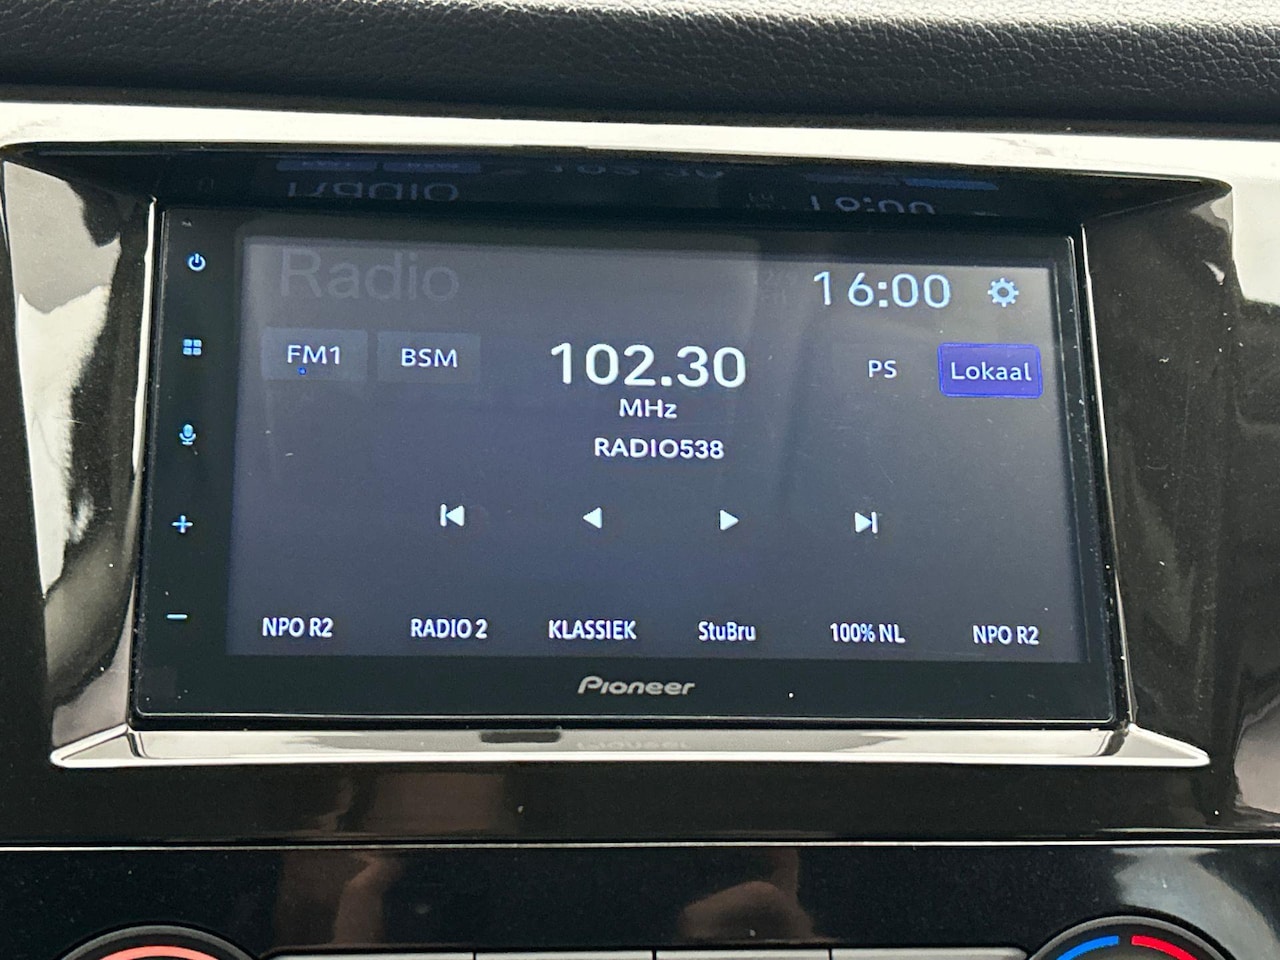 Radio
16:00
FM1 BSM 102.30 PS Lokaal
MHz
RADIO538
NPO R2 RADIO 2 KLASSIEK StuBru 100% NL NPO R2
Pioneer